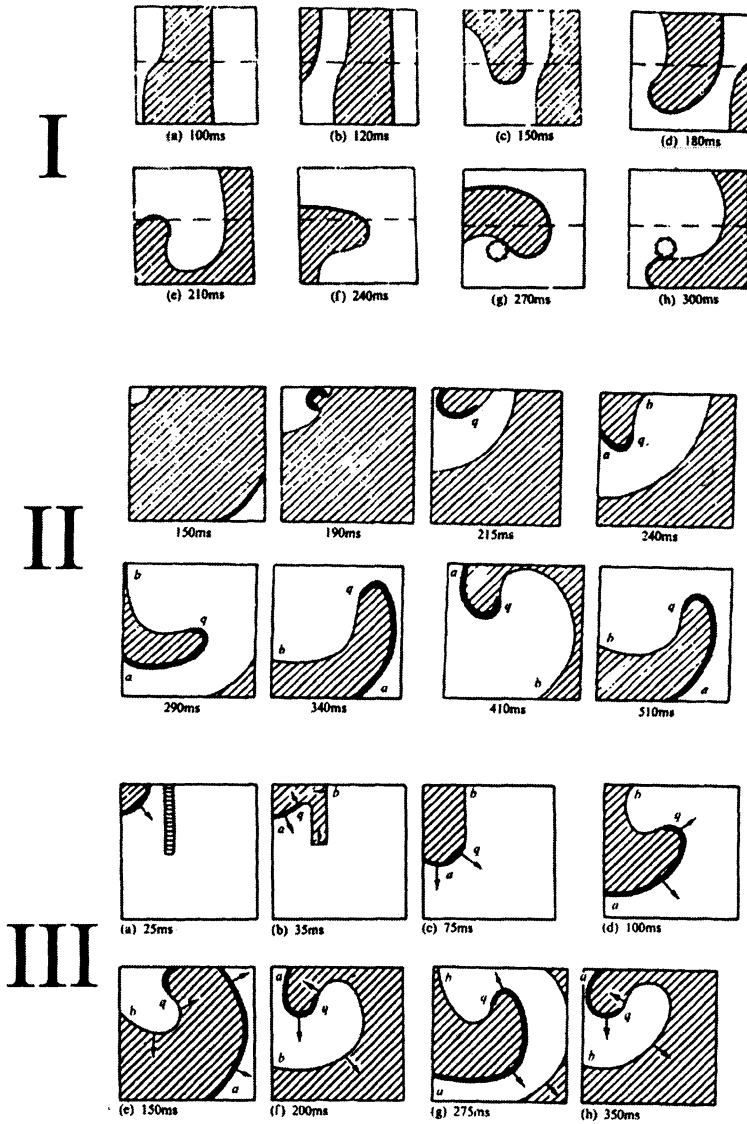 I
(a) 100ms
(b) 120ms
(c) 150ms
(d) 180ms
(e) 210ms
(f) 240ms
(g) 270ms
(h) 300ms
II
q
b
a
q
150ms
190ms
215ms
240ms
b
q
a
q
b
a
a
q
b
q
b
a
290ms
340ms
410ms
510ms
III
a
q
b
b
q
a
b
q
a
(a) 25ms
(b) 35ms
(c) 75ms
(d) 100ms
b
q
a
a
q
b
b
q
a
a
q
b
(e) 150ms
(f) 200ms
(g) 275ms
(h) 350ms